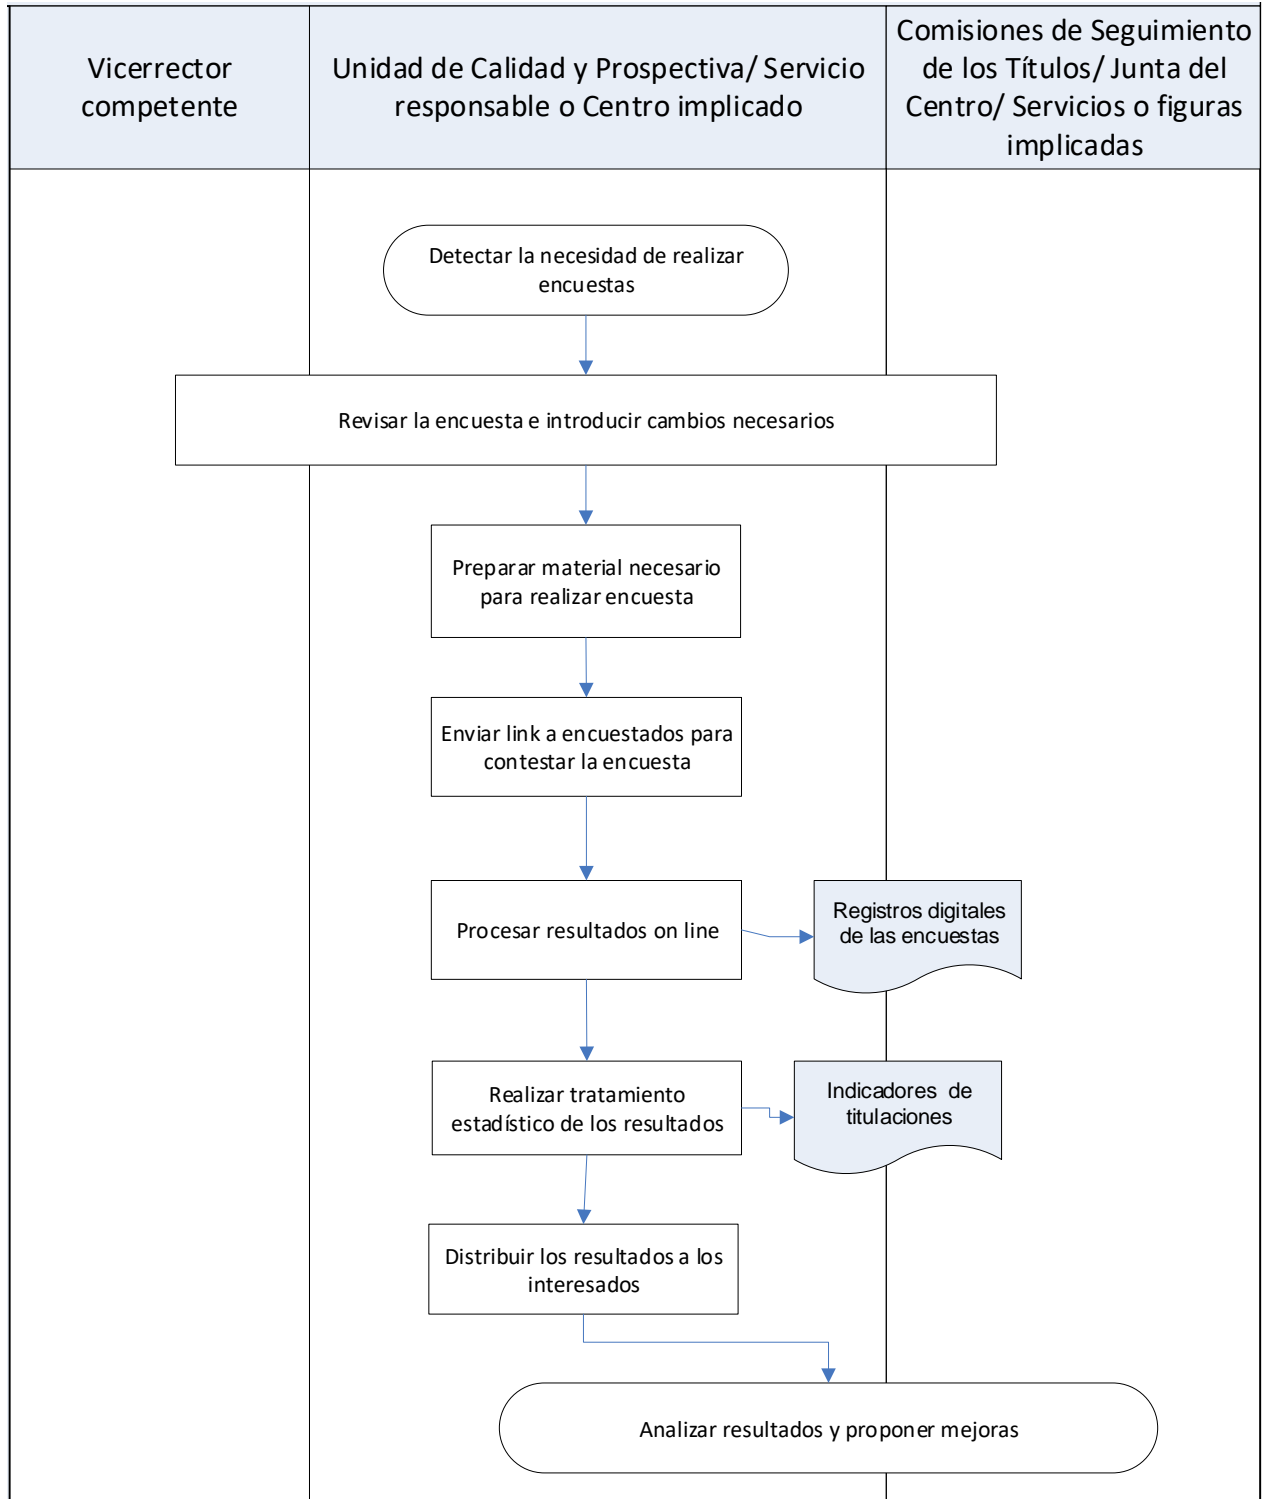 Vicerrector
competente
Unidad de Calidad y Prospectiva/ Servicio
responsable o Centro implicado
Comisiones de Seguimiento
de los Títulos/ Junta del
Centro/ Servicios o figuras
implicadas
Detectar la necesidad de realizar
encuestas
Revisar la encuesta e introducir cambios necesarios
Preparar material necesario
para realizar encuesta
Enviar link a encuestados para
contestar la encuesta
Procesar resultados on line
Registros digitales
de las encuestas
Realizar tratamiento
estadístico de los resultados
Indicadores de
titulaciones
Distribuir los resultados a los
interesados
Analizar resultados y proponer mejoras